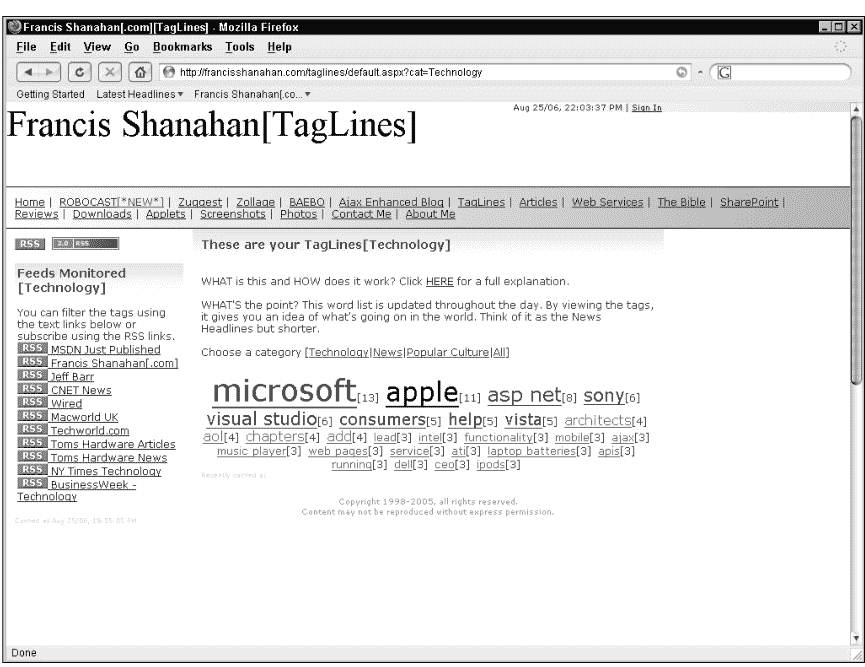 Francis Shanahan[.com][TagLines] - Mozilla Firefox
File Edit View Go Bookmarks Tools Help
http://francisshanahan.com/taglines/default.aspx?cat=Technology
G
Getting Started Latest Headlines Francis Shanahan[.co...
Aug 25/06, 22:03:37 PM | Sign In
Francis Shanahan[TagLines]
Home | ROBOCAST[*NEW*] | Zuggest | Zollage | BAEBO | Ajax Enhanced Blog | TagLines | Articles | Web Services | The Bible | SharePoint |
Reviews | Downloads | Applets | Screenshots | Photos | Contact Me | About Me
RSS 2.0 RSS
Feeds Monitored
[Technology]
You can filter the tags using
the text links below or
subscribe using the RSS links.
RSS MSDN Just Published
RSS Francis Shanahan[.com]
RSS Jeff Barr
RSS CNET News
RSS Wired
RSS Macworld UK
RSS Techworld.com
RSS Toms Hardware Articles
RSS Toms Hardware News
RSS NY Times Technology
RSS BusinessWeek -
Technology
These are your TagLines[Technology]
WHAT is this and HOW does it work? Click HERE for a full explanation.
WHAT'S the point? This word list is updated throughout the day. By viewing the tags,
it gives you an idea of what's going on in the world. Think of it as the News
Headlines but shorter.
Choose a category [Technology|News|Popular Culture|All]
microsoft[13] apple[11] asp net[8] sony[6]
visual studio[6] consumers[5] help[5] vista[5] architects[4]
aol[4] chapters[4] add[4] lead[3] intel[3] functionality[3] mobile[3] ajax[3]
music player[3] web pages[3] service[3] ati[3] laptop batteries[3] apis[3]
running[3] dell[3] ceo[3] ipods[3]
Recently cached at
Copyright 1998-2005, all rights reserved.
Content may not be reproduced without express permission.
Done